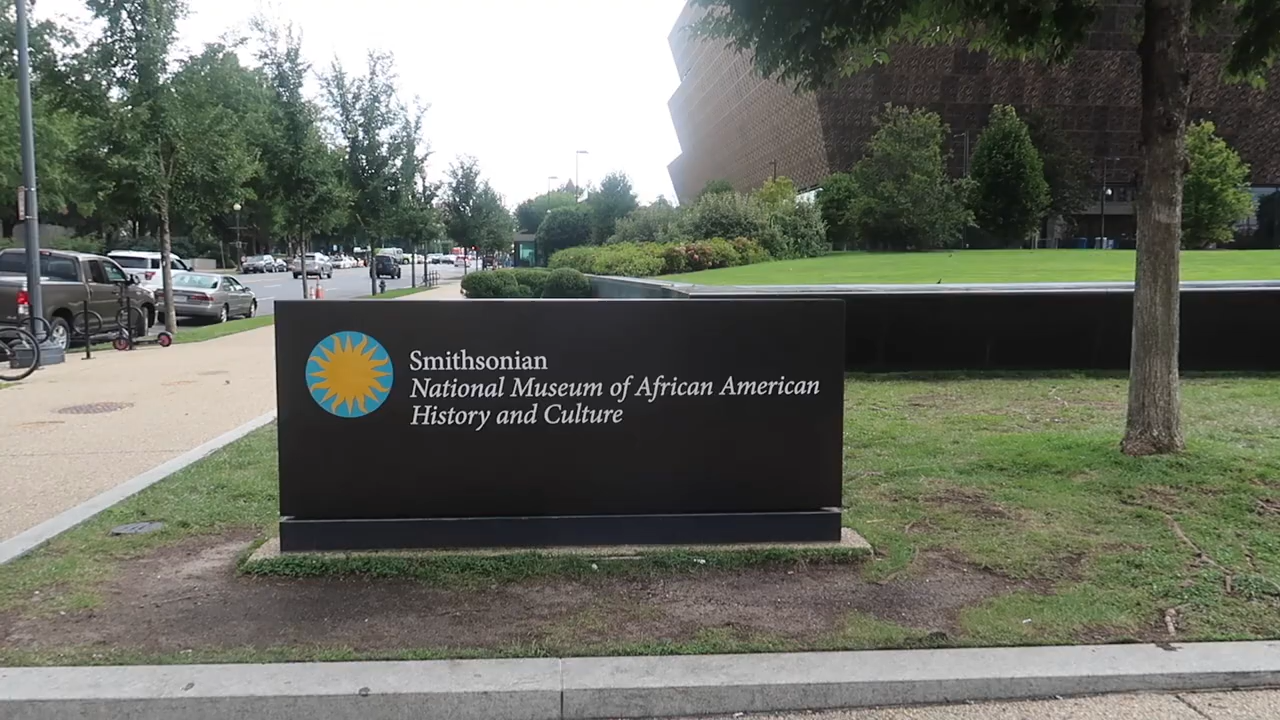 Smithsonian
National Museum of African American
History and Culture